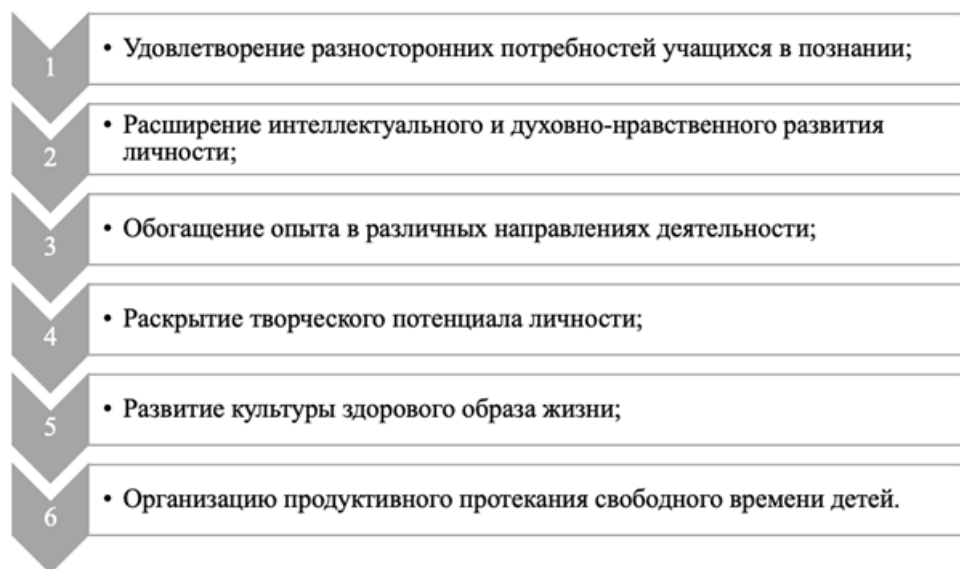 1
• Удовлетворение разносторонних потребностей учащихся в познании;
2
• Расширение интеллектуального и духовно-нравственного развития
личности;
3
• Обогащение опыта в различных направлениях деятельности;
4
• Раскрытие творческого потенциала личности;
5
• Развитие культуры здорового образа жизни;
6
• Организацию продуктивного протекания свободного времени детей.